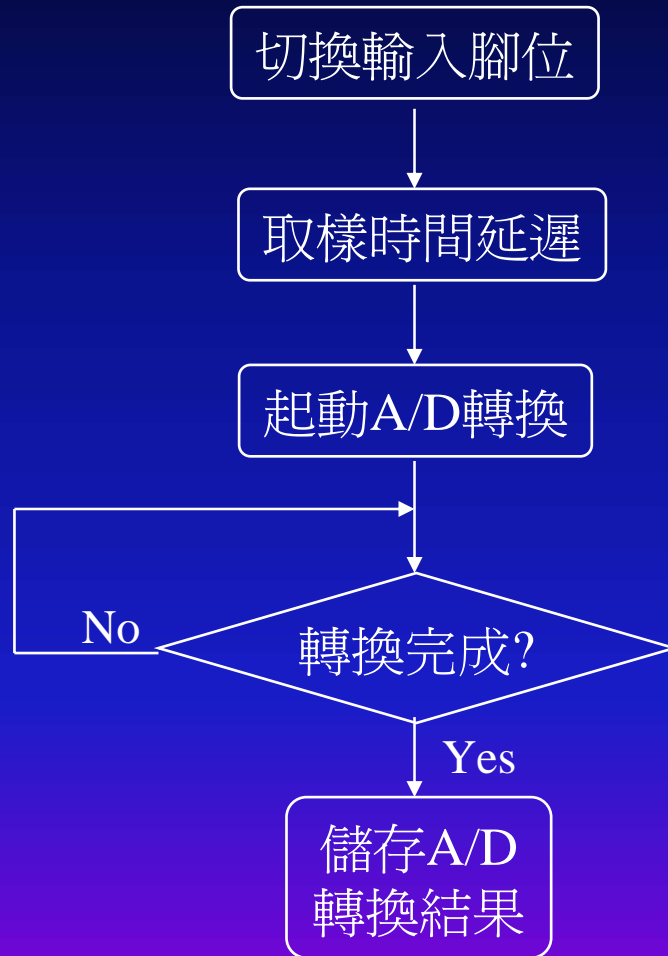 切換輸入腳位
取樣時間延遲
起動A/D轉換
No
轉換完成?
Yes
儲存A/D
轉換結果